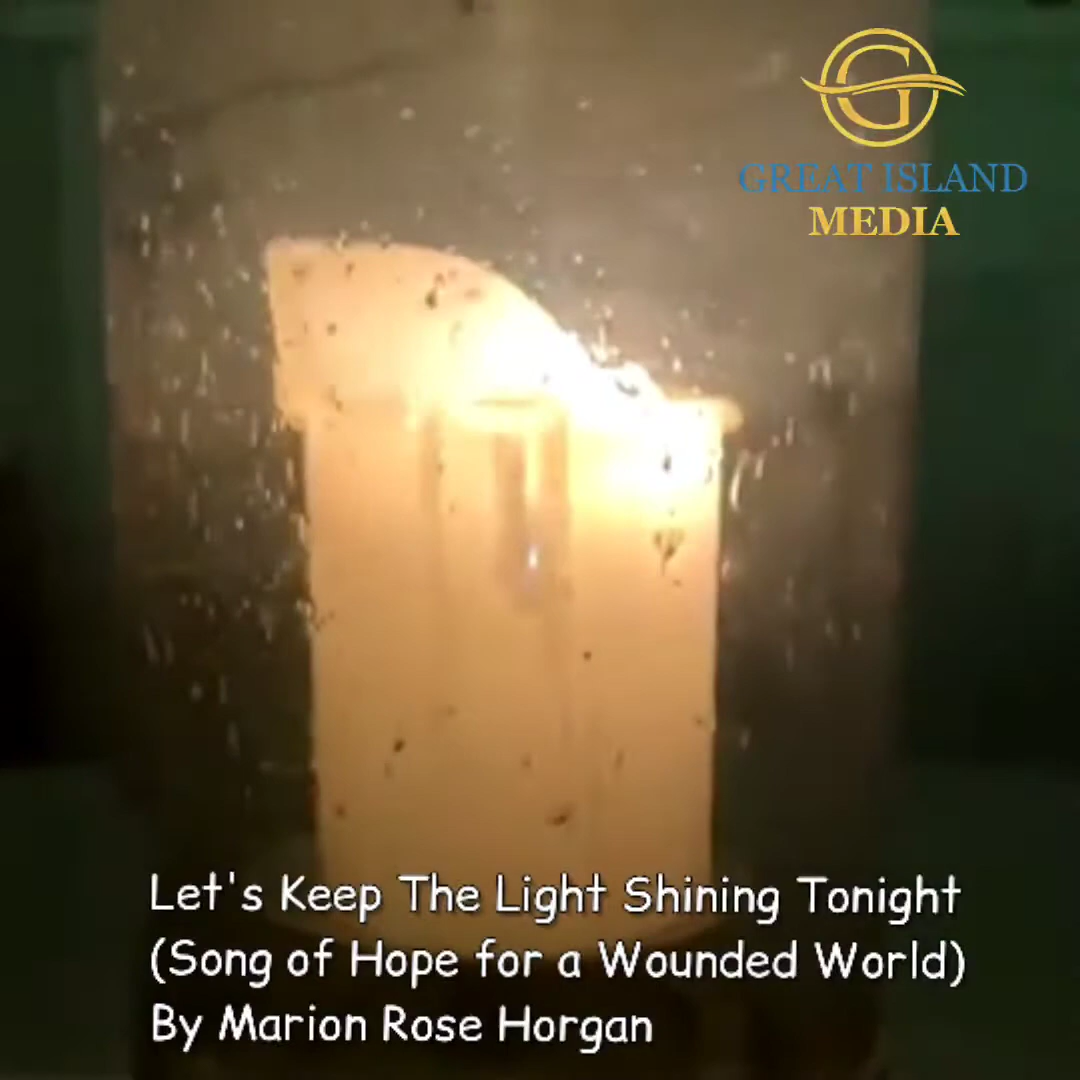 G
GREAT ISLAND
MEDIA
Let's Keep The Light Shining Tonight
(Song of Hope for a Wounded World)
By Marion Rose Horgan